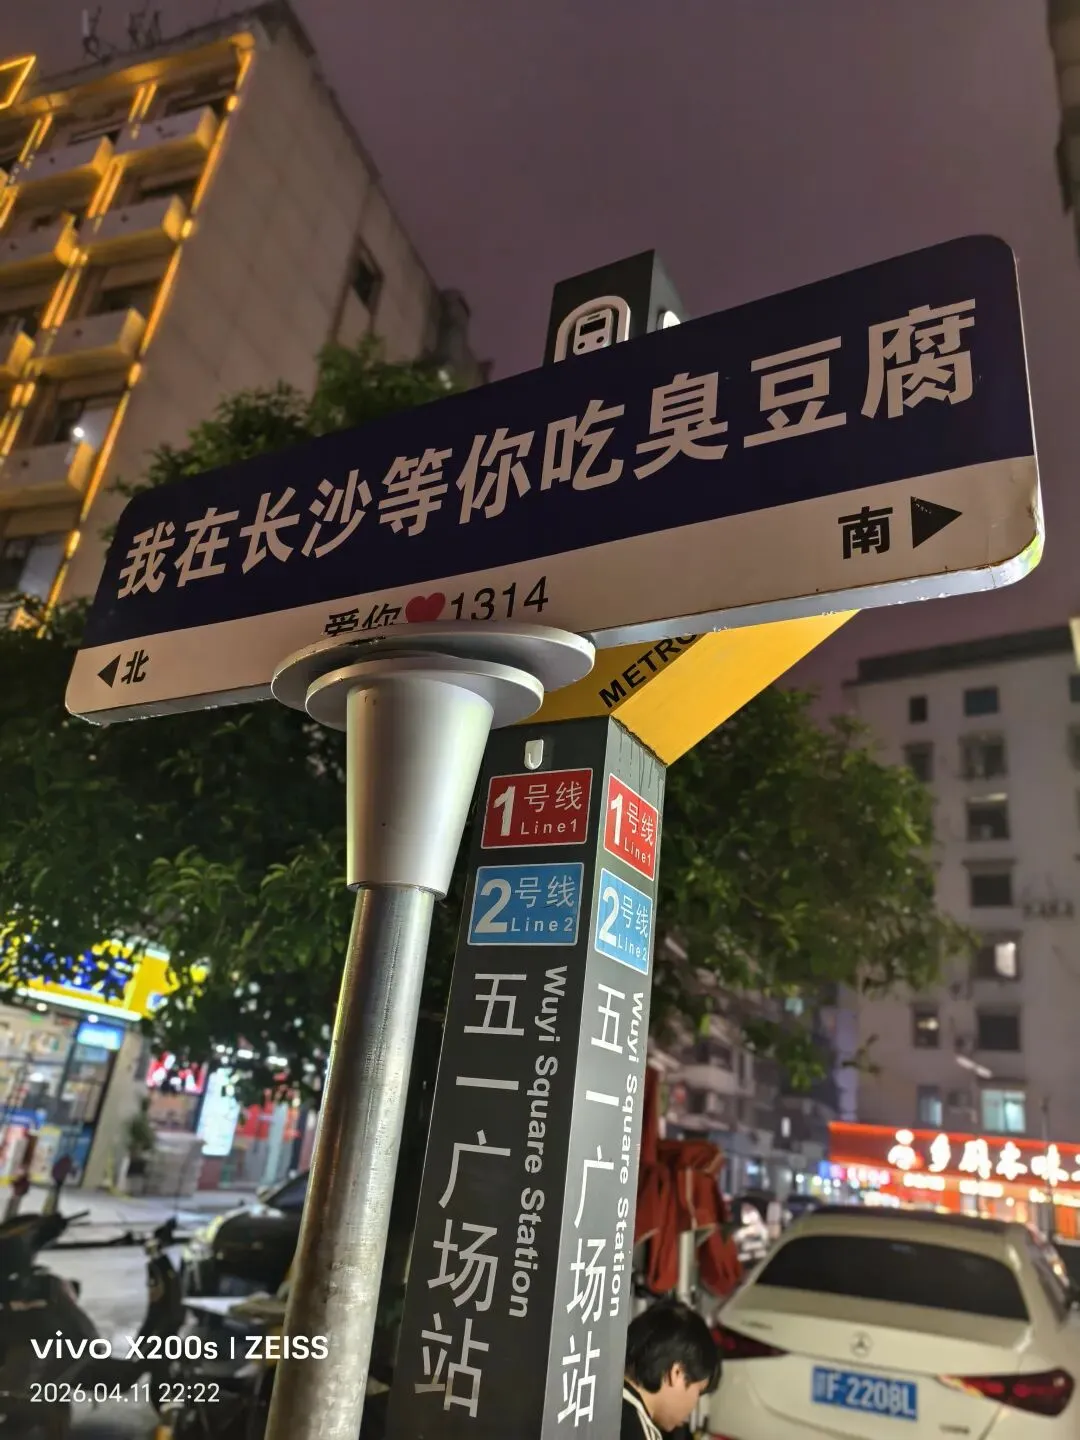 我在长沙等你吃臭豆腐
爱你❤1314
北
南
METRO
1号线
Line1
2号线
Line2
五一广场站
Wuyi Square Station
1号线
Line1
2号线
Line2
五一广场站
Wuyi Square Station
F·2208L
vivo X200s | ZEISS
2026.04.11 22:22